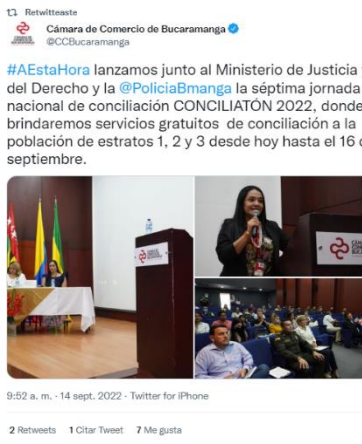 Retwitteaste
Cámara de Comercio de Bucaramanga
@CCBucaramanga
#AEstaHora lanzamos junto al Ministerio de Justicia
del Derecho y la @PoliciaBmanga la séptima jornada
nacional de conciliación CONCILIATÓN 2022, donde
brindaremos servicios gratuitos de conciliación a la
población de estratos 1, 2 y 3 desde hoy hasta el 16
septiembre.
9:52 a. m. · 14 sept. 2022 · Twitter for iPhone
2 Retweets 1 Citar Tweet 7 Me gusta